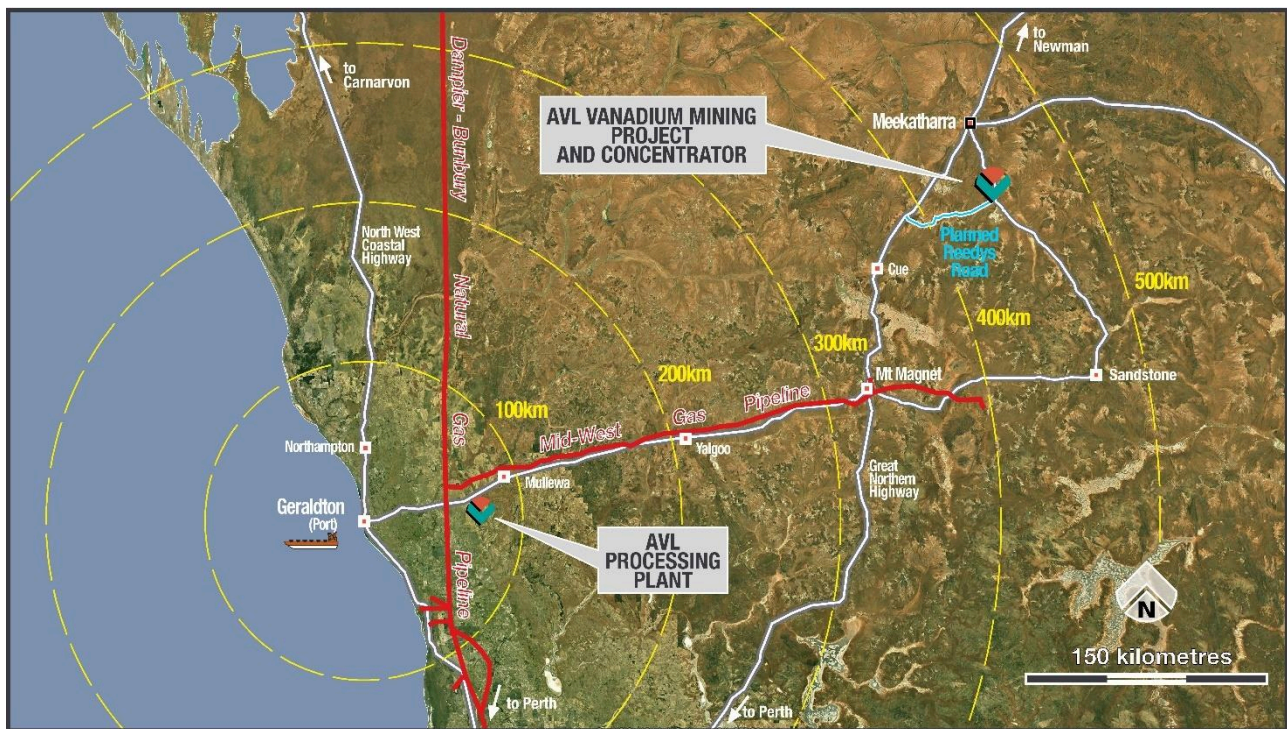 to
Carnarvon
to
Newman
Dampier - Bunbury
Natural
Gas
Pipeline
AVL VANADIUM MINING
PROJECT
AND CONCENTRATOR
Meekatharra
North West
Coastal
Highway
Planned
Reedys
Road
Cue
500km
400km
300km
200km
100km
Mt Magnet
Sandstone
Mid-West
Gas
Pipeline
Yalgoo
Northampton
Mullewa
Great
Northern
Highway
Geraldton
(Port)
AVL
PROCESSING
PLANT
N
150 kilometres
to Perth
to Perth